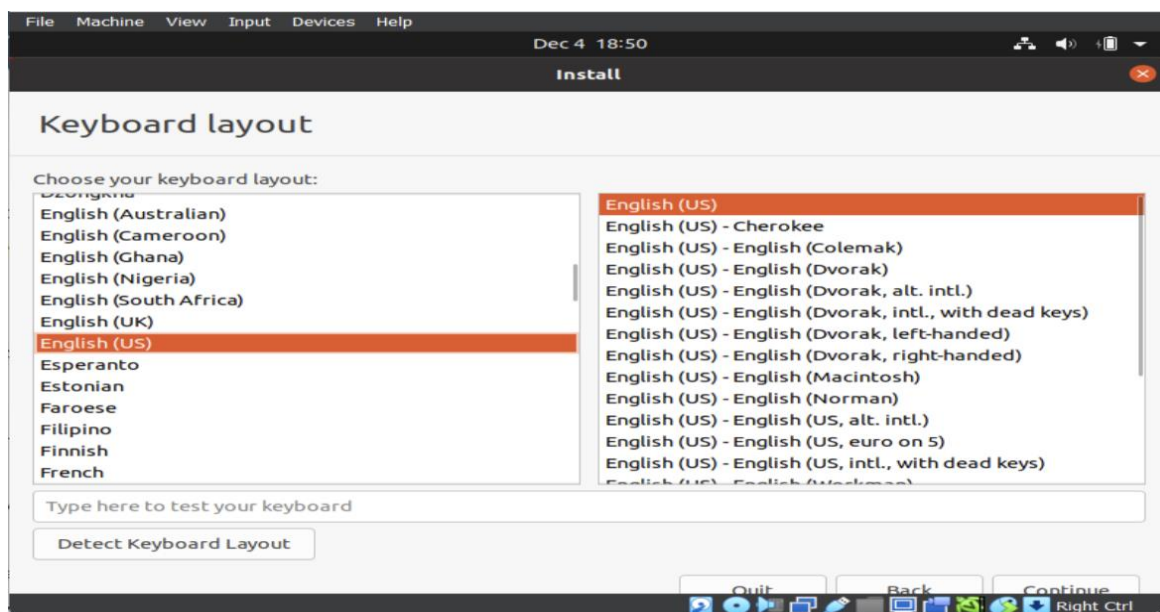 File Machine View Input Devices Help
Dec 4 18:50
Install
Keyboard layout
Choose your keyboard layout:
Dzongkha
English (Australian)
English (Cameroon)
English (Ghana)
English (Nigeria)
English (South Africa)
English (UK)
English (US)
Esperanto
Estonian
Faroese
Filipino
Finnish
French
English (US)
English (US) - Cherokee
English (US) - English (Colemak)
English (US) - English (Dvorak)
English (US) - English (Dvorak, alt. intl.)
English (US) - English (Dvorak, intl., with dead keys)
English (US) - English (Dvorak, left-handed)
English (US) - English (Dvorak, right-handed)
English (US) - English (Macintosh)
English (US) - English (Norman)
English (US) - English (US, alt. intl.)
English (US) - English (US, euro on 5)
English (US) - English (US, intl., with dead keys)
English (US) - English (Workman)
Type here to test your keyboard
Detect Keyboard Layout
Quit Back Continue
Right Ctrl